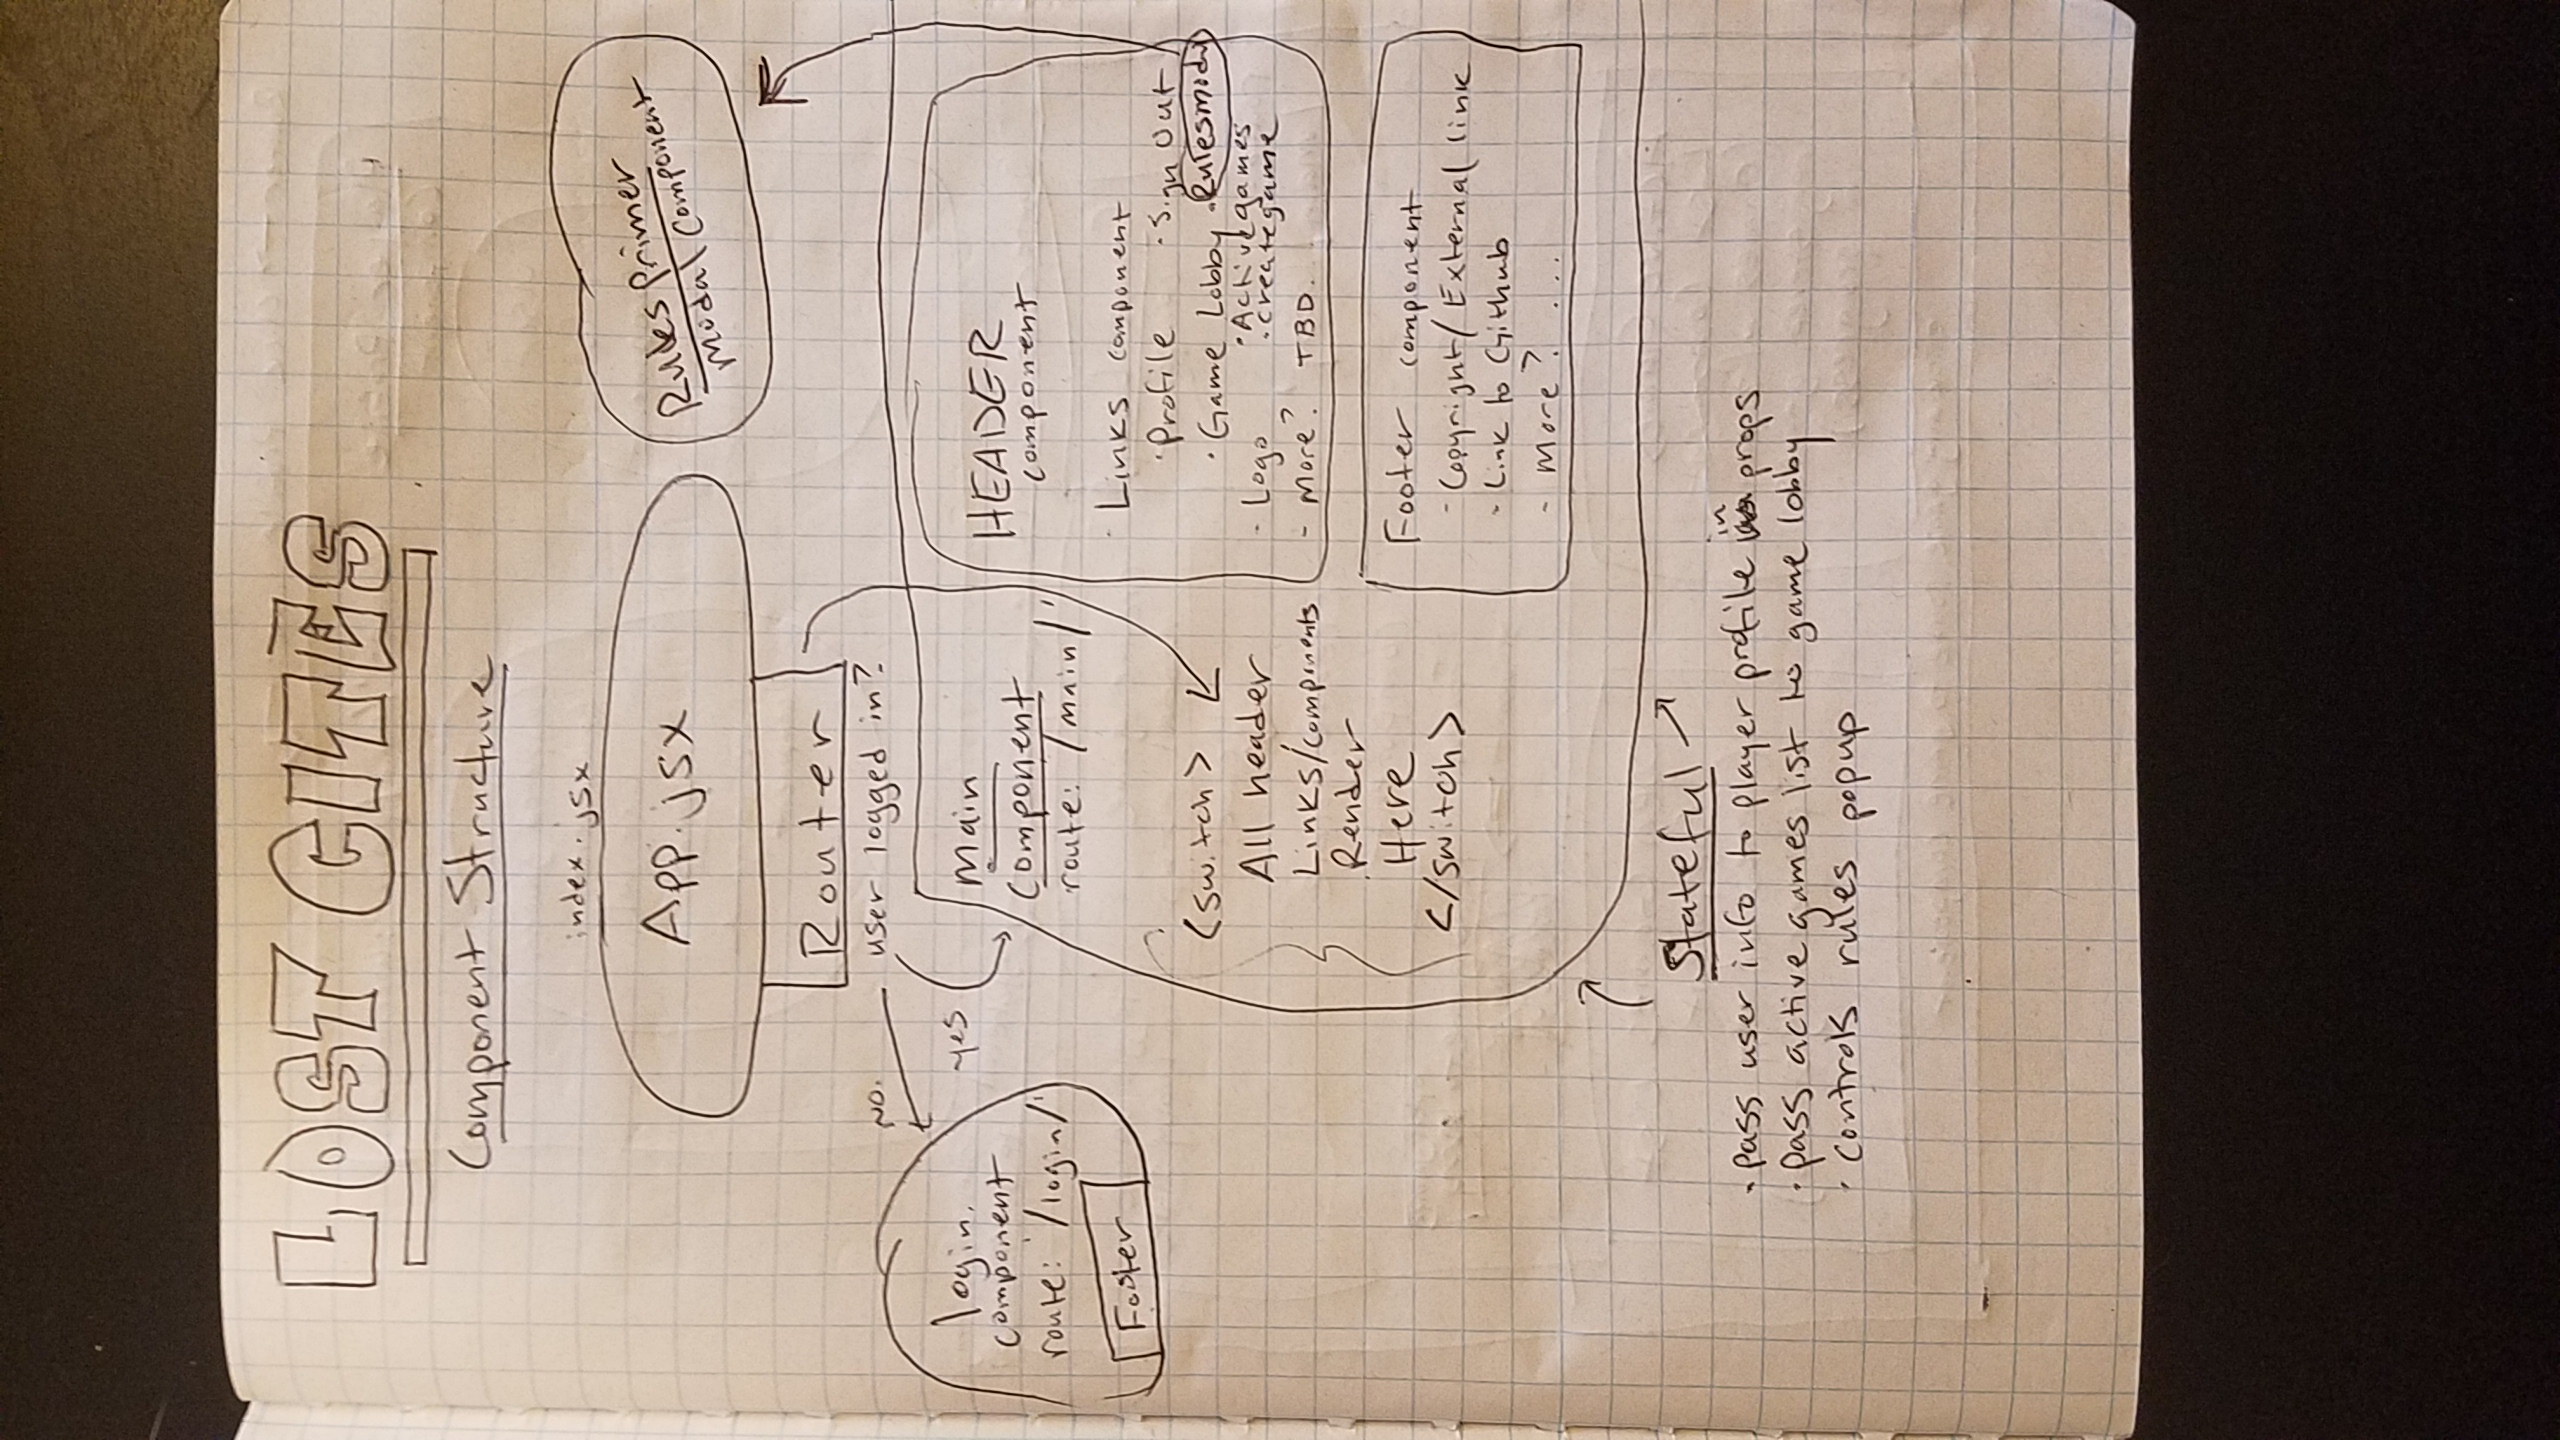 LOST CITES
Component Structure
index.jsx
App.jsx
Rules Primer
Modal Component
Router
user logged in?
No.
yes
login.
component
route: '/login/'
Footer
Main
Component
route: '/main/'
<switch>
All header
Links/components
Render
Here
</switch>
HEADER
component
- Links component
· Profile · Sign Out
· Game Lobby · Rulesmodal
· Active games
· create game
- Logo
- More? TBD.
Footer component
- Copyright/ External link
- Link to Github
- More? ...
Stateful
· pass user info to player profile in props
· pass active games list to game lobby
· controls rules popup